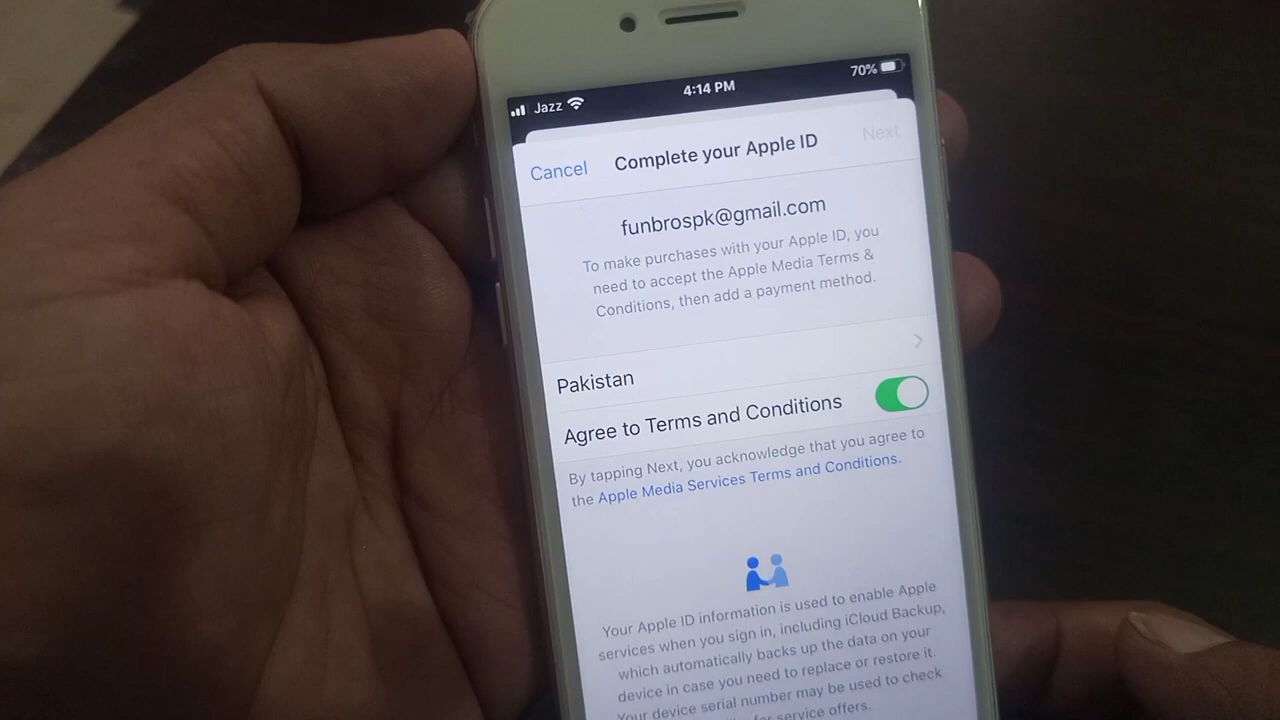 Jazz 4:14 PM 70%
Cancel Complete your Apple ID Next
funbrospk@gmail.com
To make purchases with your Apple ID, you
need to accept the Apple Media Terms &
Conditions, then add a payment method.
Pakistan
Agree to Terms and Conditions
By tapping Next, you acknowledge that you agree to
the Apple Media Services Terms and Conditions.
Your Apple ID information is used to enable Apple
services when you sign in, including iCloud Backup,
which automatically backs up the data on your
device in case you need to replace or restore it.
Your device serial number may be used to check
for service offers.